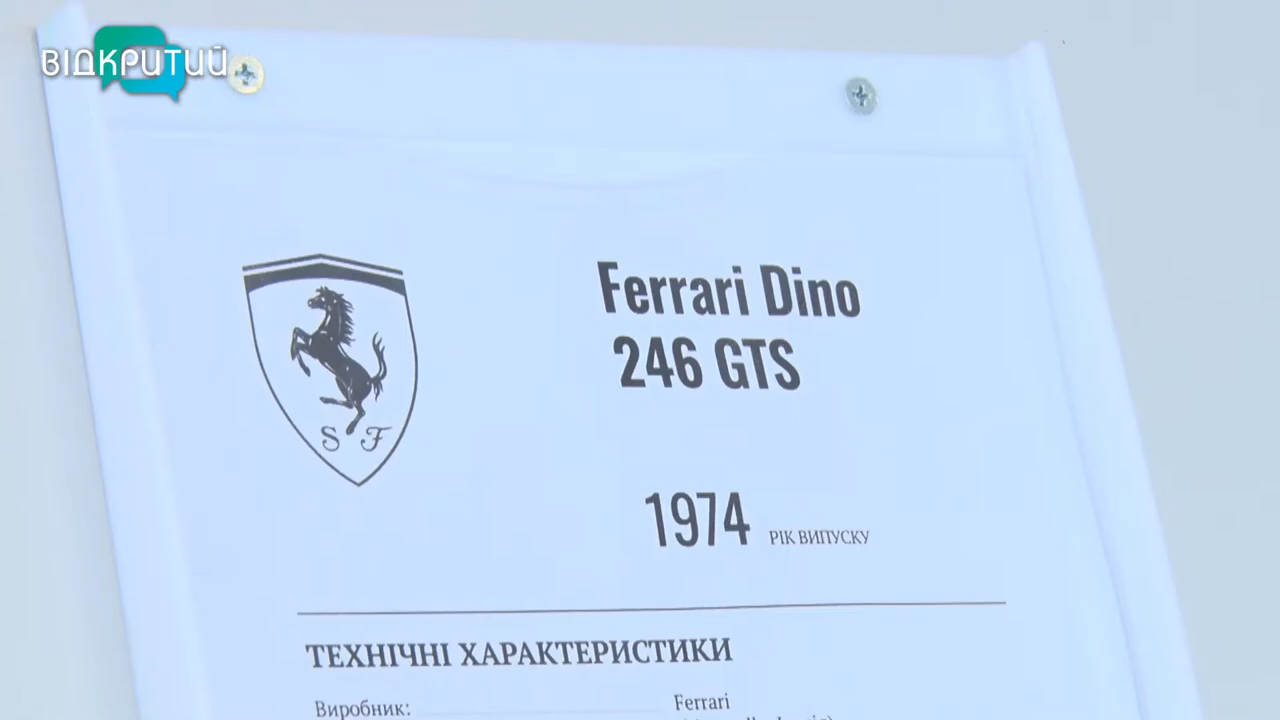 ВІДКРИТИЙ
Ferrari Dino
246 GTS
S F
1974 РІК ВИПУСКУ
ТЕХНІЧНІ ХАРАКТЕРИСТИКИ
Виробник: Ferrari